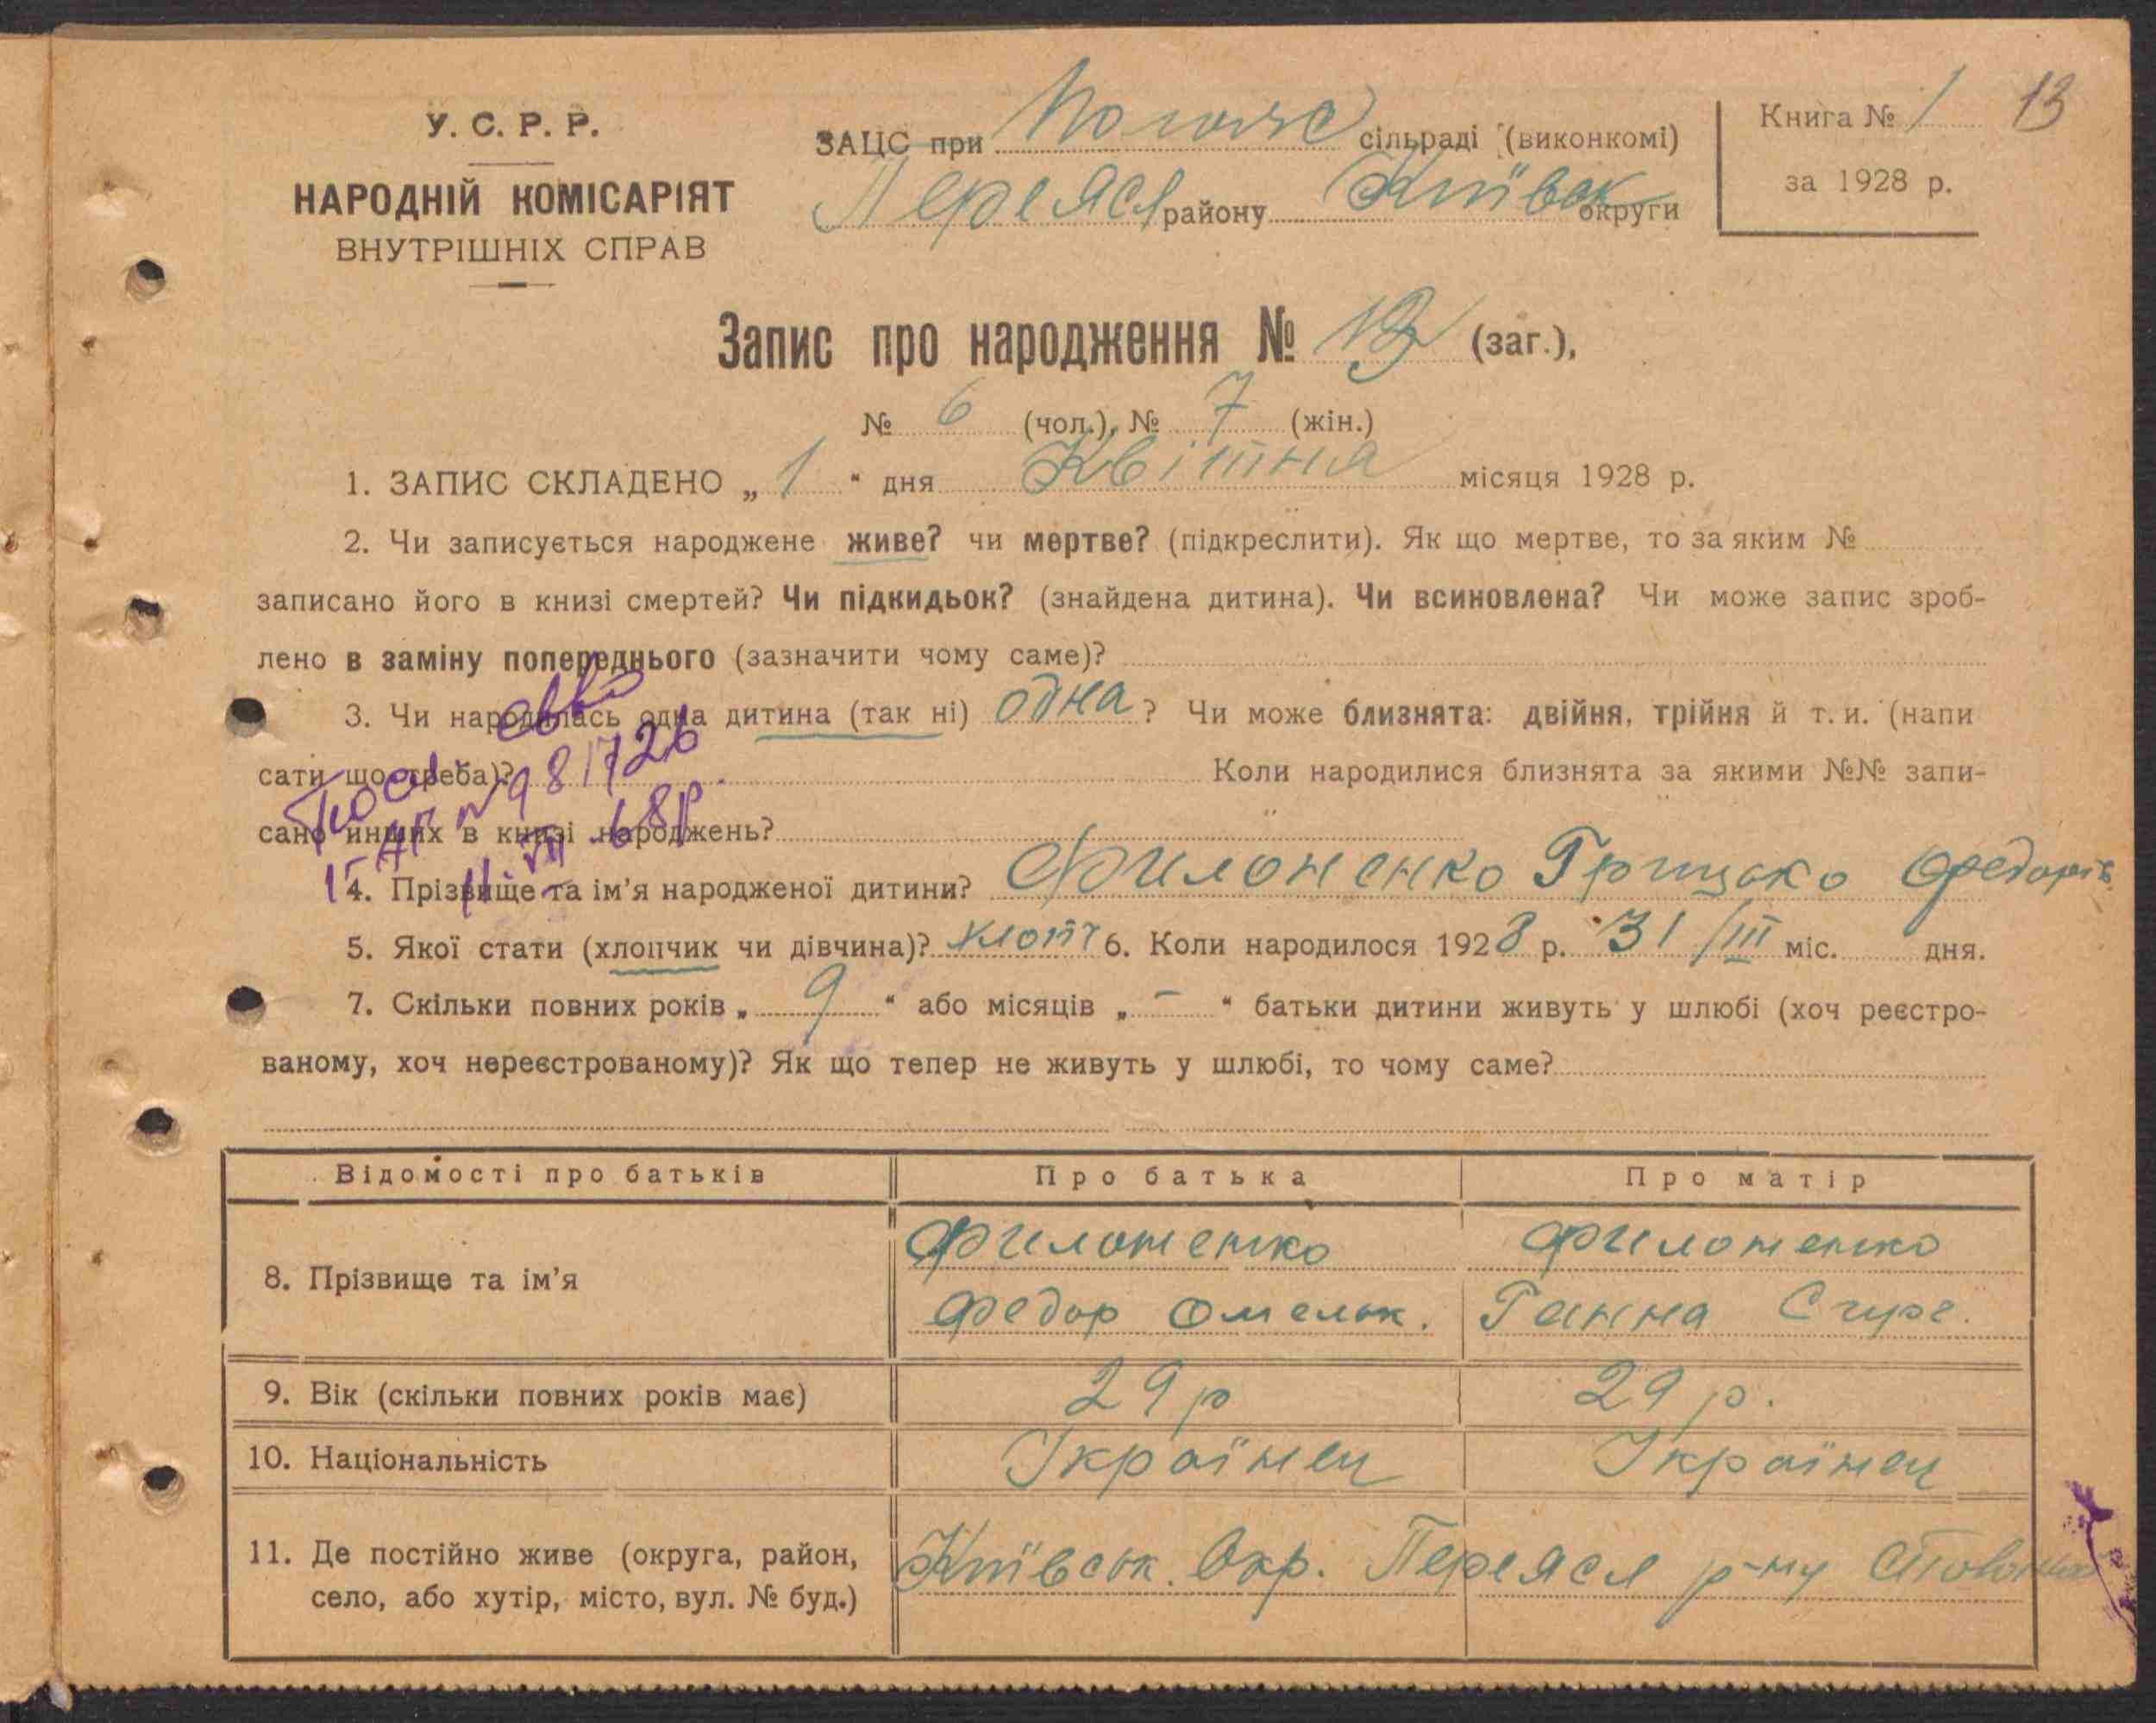 У. С. Р. Р.
НАРОДНІЙ КОМІСАРІЯТ
ВНУТРІШНІХ СПРАВ
ЗАЦС при сільраді (виконкомі)
Переясл району Київськ округи
Книга № 1
за 1928 р.
13
Запис про народження № 13 (заг.),
№ 6 (чол.), № 7 (жін.)
1. ЗАПИС СКЛАДЕНО „ 1 “ дня Квітня місяця 1928 р.
2. Чи записується народжене живе? чи мертве? (підкреслити). Як що мертве, то за яким №
записано його в книзі смертей? Чи підкидьок? (знайдена дитина). Чи всиновлена? Чи може запис зроб-
лено в заміну попереднього (зазначити чому саме)?
3. Чи народилась одна дитина (так ні) одна ? Чи може близнята: двійня, трійня й т. и. (напи
сати що треба)? Коли народилися близнята за якими №№ запи-
сано инших в книзі народжень?
№ 981726
11.VII 68р.
4. Прізвище та ім’я народженої дитини? Филоненко Грицько Федорів
5. Якої стати (хлопчик чи дівчина)? хлопч 6. Коли народилося 1928 р. 31/III міс. дня.
7. Скільки повних років „ 9 “ або місяців „ - “ батьки дитини живуть у шлюбі (хоч реєстро-
ваному, хоч нереєстрованому)? Як що тепер не живуть у шлюбі, то чому саме?
Відомості про батьків Про батька Про матір
8. Прізвище та ім’я
Филоненко Филоненко
Федор Омельк. Ганна
9. Вік (скільки повних років має) 29 р 29 р.
10. Національність Українец Українец
11. Де постійно живе (округа, район,
село, або хутір, місто, вул. № буд.)
Київськ. Окр. Переясл р-ну